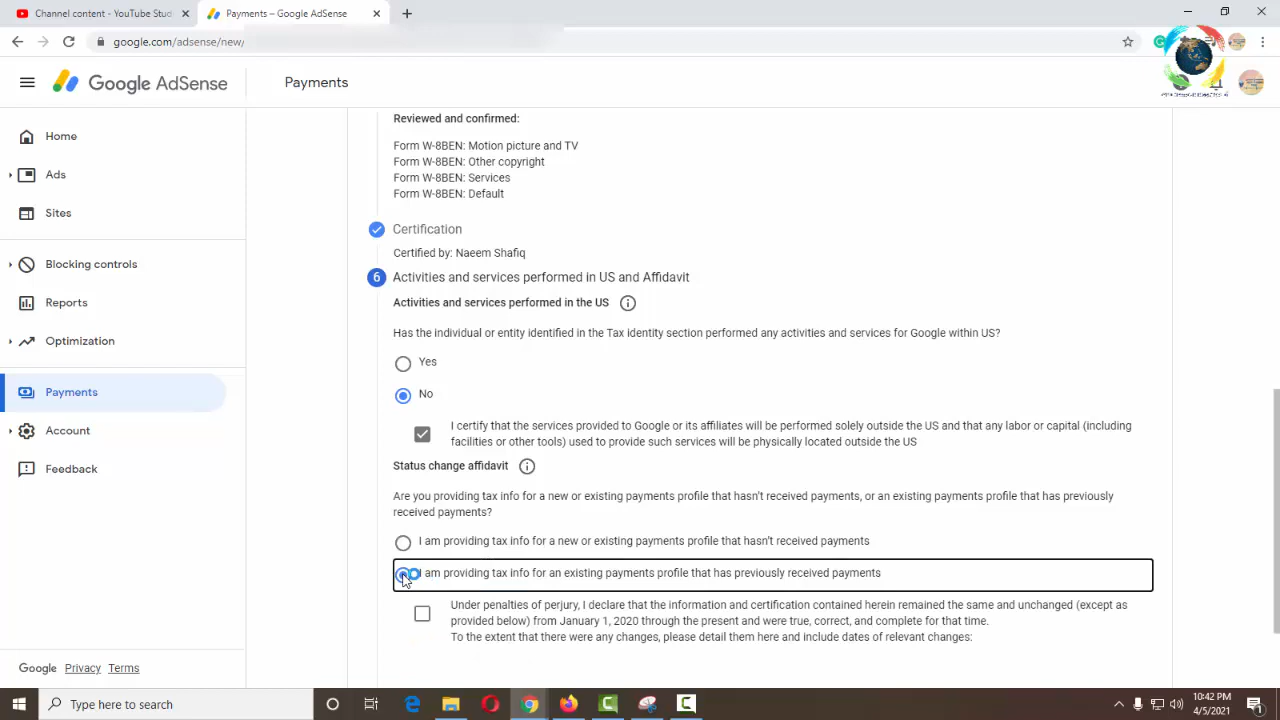 Channel content - YouTube Stud
Payments – Google AdSense
google.com/adsense/new/
Google AdSense
Payments
Home
Ads
Sites
Blocking controls
Reports
Optimization
Payments
Account
Feedback
Google Privacy Terms
Reviewed and confirmed:
Form W-8BEN: Motion picture and TV
Form W-8BEN: Other copyright
Form W-8BEN: Services
Form W-8BEN: Default
Certification
Certified by: Naeem Shafiq
6 Activities and services performed in US and Affidavit
Activities and services performed in the US
Has the individual or entity identified in the Tax identity section performed any activities and services for Google within US?
Yes
No
I certify that the services provided to Google or its affiliates will be performed solely outside the US and that any labor or capital (including
facilities or other tools) used to provide such services will be physically located outside the US
Status change affidavit
Are you providing tax info for a new or existing payments profile that hasn't received payments, or an existing payments profile that has previously
received payments?
I am providing tax info for a new or existing payments profile that hasn't received payments
I am providing tax info for an existing payments profile that has previously received payments
Under penalties of perjury, I declare that the information and certification contained herein remained the same and unchanged (except as
provided below) from January 1, 2020 through the present and were true, correct, and complete for that time.
To the extent that there were any changes, please detail them here and include dates of relevant changes:
Type here to search
10:42 PM
4/5/2021
1